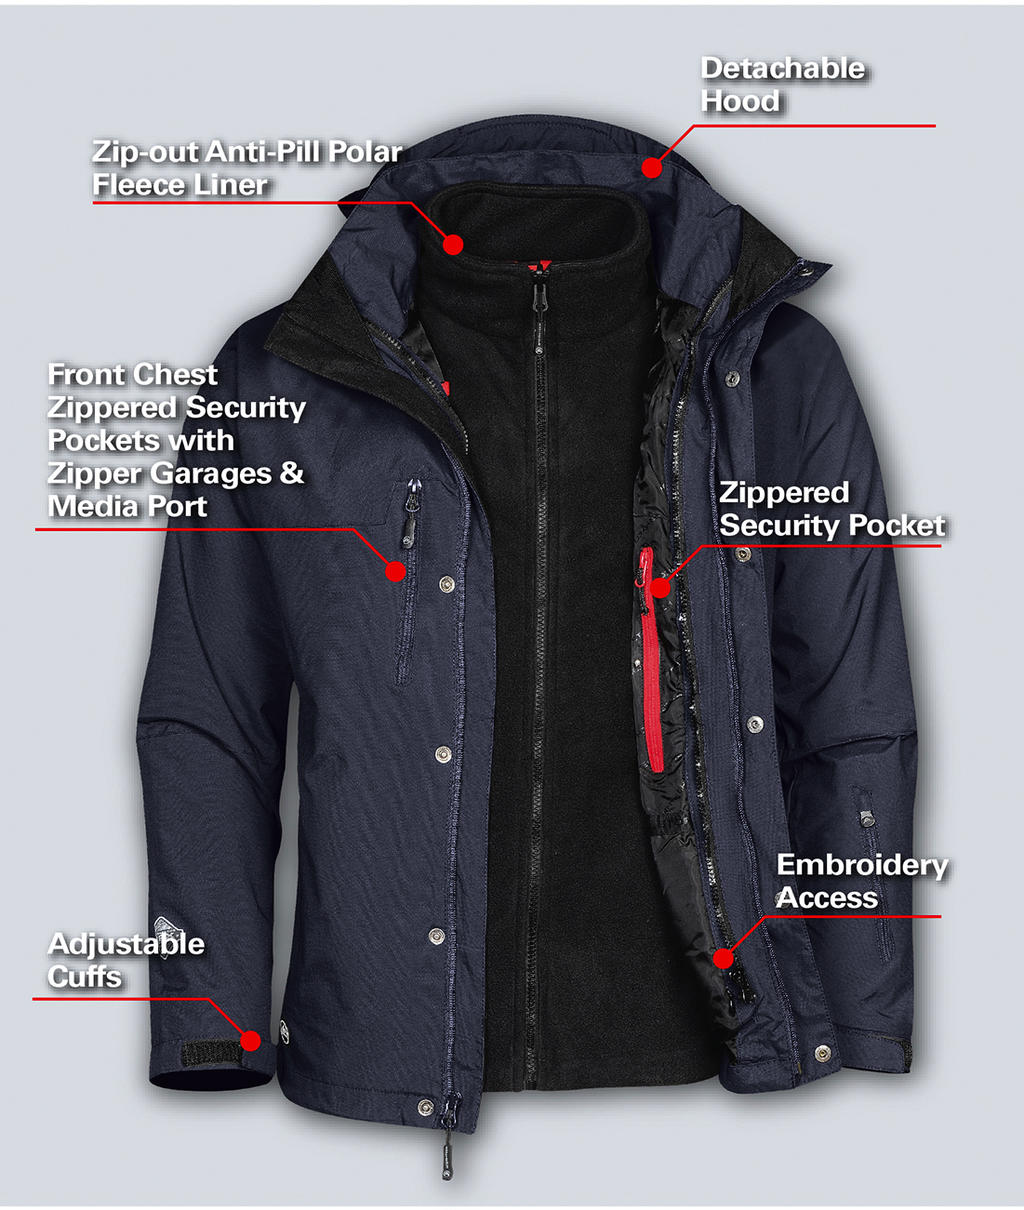 Detachable
Hood
Zip-out Anti-Pill Polar
Fleece Liner
Front Chest
Zippered Security
Pockets with
Zipper Garages &
Media Port
Zippered
Security Pocket
Embroidery
Access
Adjustable
Cuffs